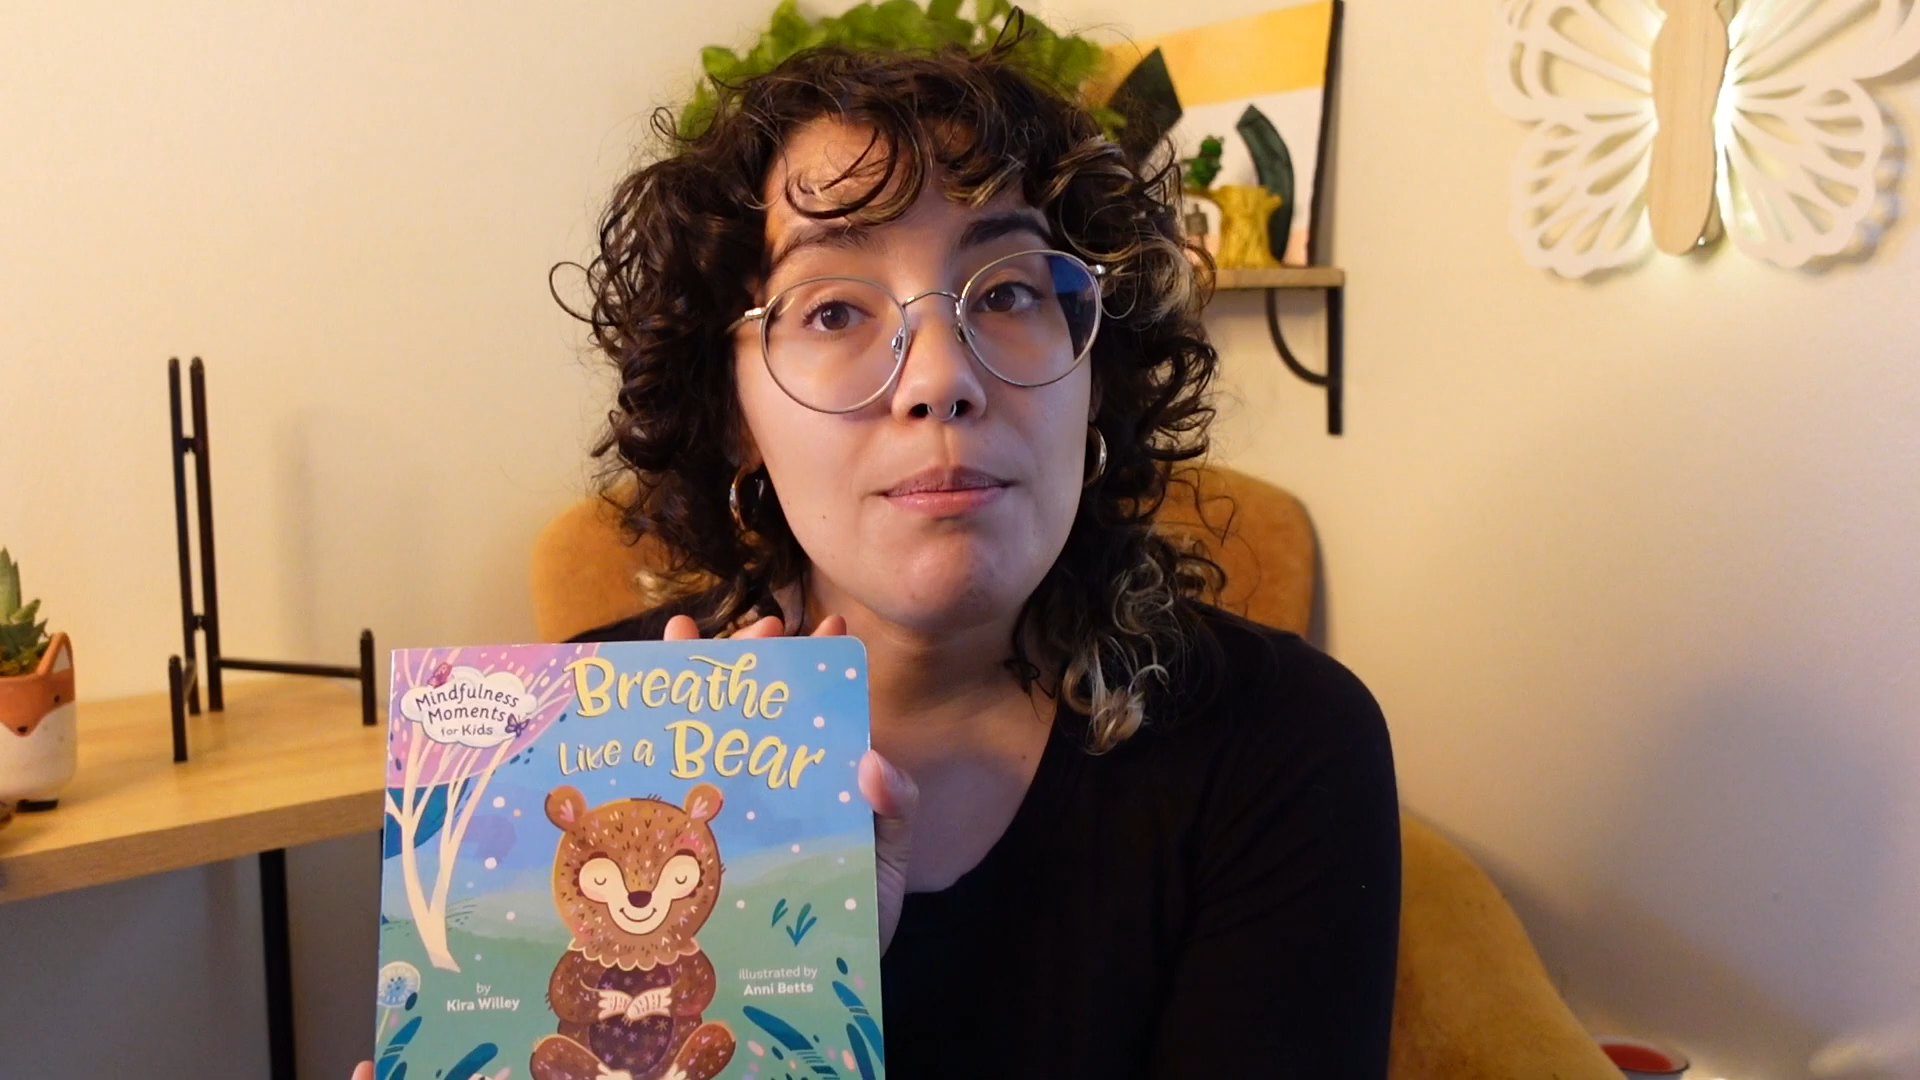 Mindfulness
Moments
for Kids
Breathe
Like a Bear
by
Kira Willey
illustrated by
Anni Betts